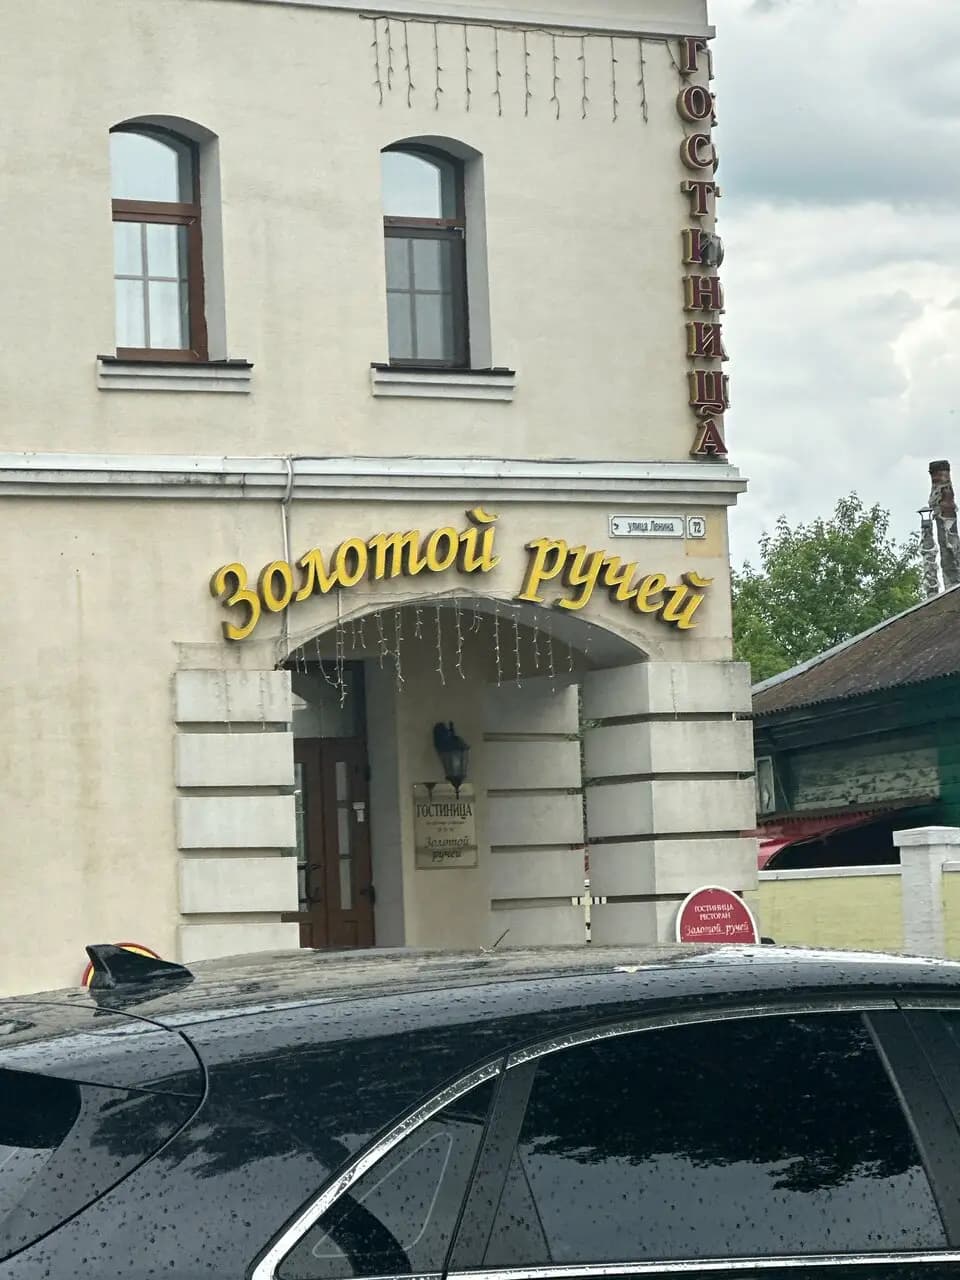 ГОСТИНИЦА
улица Ленина 72
Золотой ручей
ГОСТИНИЦА
Золотой
ручей
ГОСТИНИЦА
РЕСТОРАН
Золотой ручей